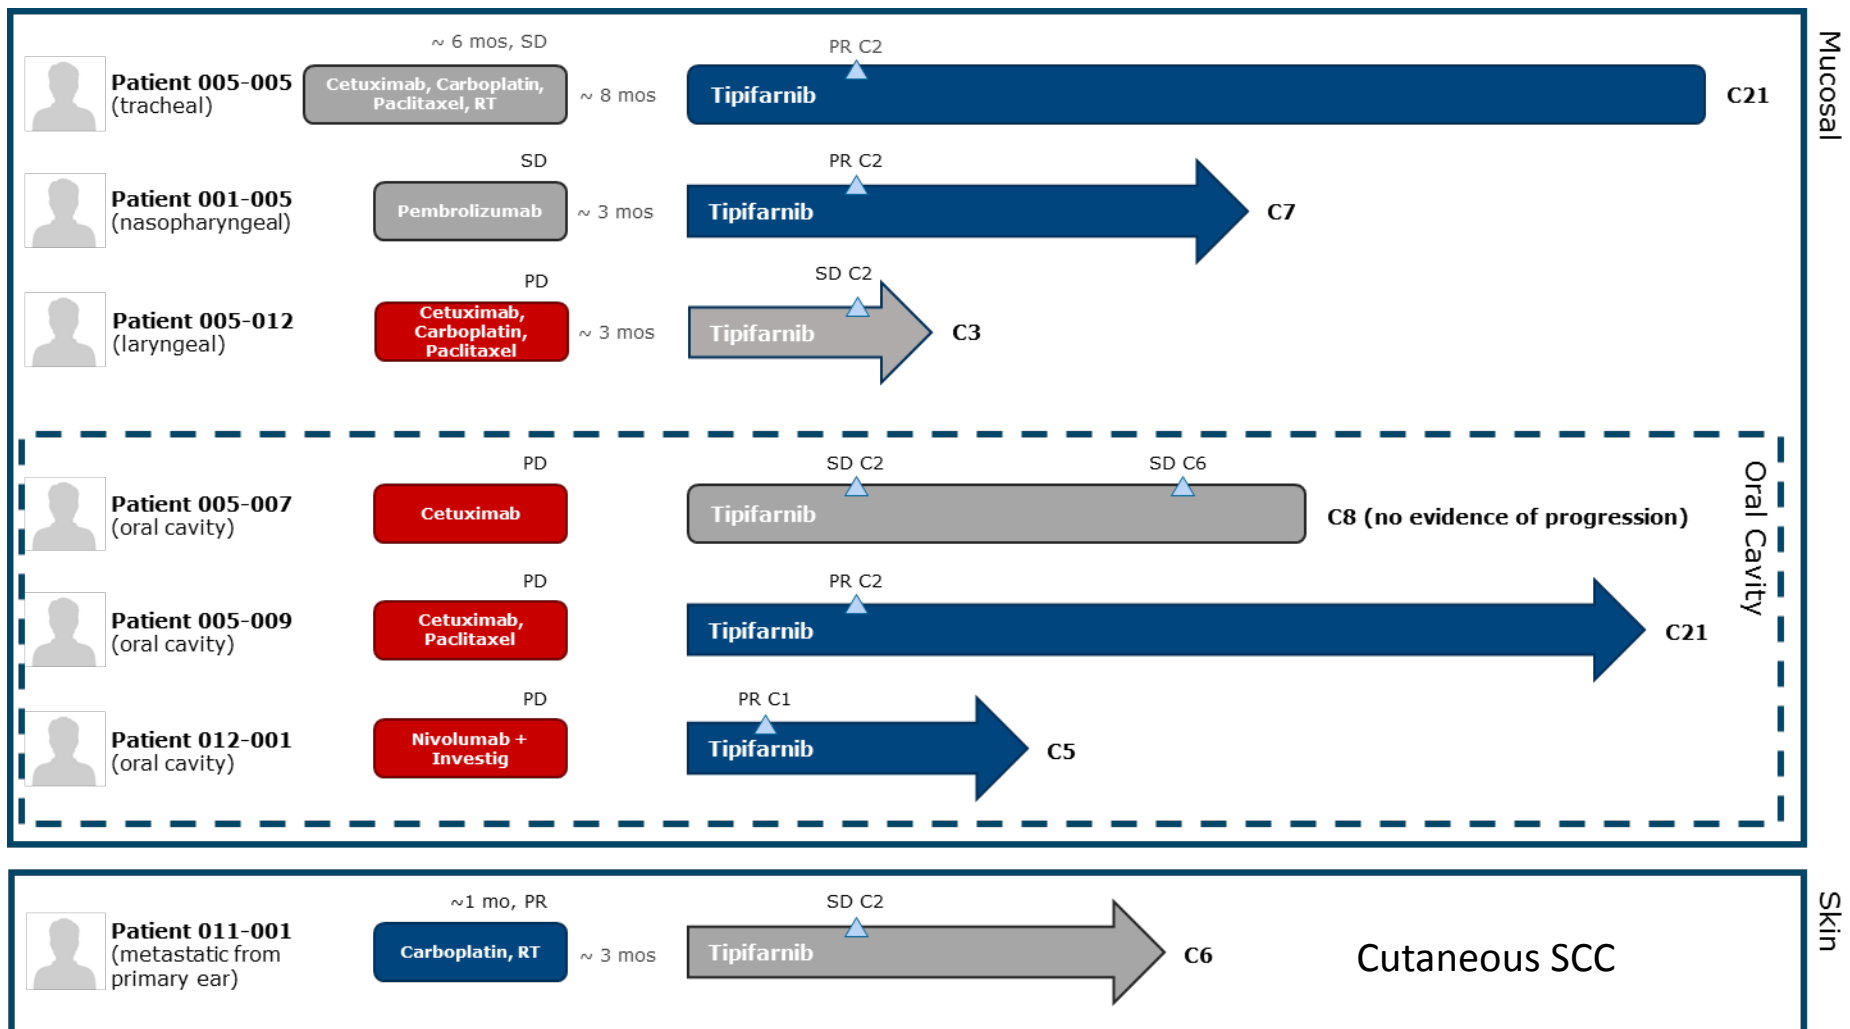 ~ 6 mos, SD
PR C2
Patient 005-005
(tracheal)
Cetuximab, Carboplatin,
Paclitaxel, RT
~ 8 mos
Tipifarnib
C21
Mucosal
SD
PR C2
Patient 001-005
(nasopharyngeal)
Pembrolizumab
~ 3 mos
Tipifarnib
C7
PD
SD C2
Patient 005-012
(laryngeal)
Cetuximab,
Carboplatin,
Paclitaxel
~ 3 mos
Tipifarnib
C3
PD
SD C2
SD C6
Patient 005-007
(oral cavity)
Cetuximab
Tipifarnib
C8 (no evidence of progression)
Oral Cavity
PD
PR C2
Patient 005-009
(oral cavity)
Cetuximab,
Paclitaxel
Tipifarnib
C21
PD
PR C1
Patient 012-001
(oral cavity)
Nivolumab +
Investig
Tipifarnib
C5
~1 mo, PR
SD C2
Patient 011-001
(metastatic from
primary ear)
Carboplatin, RT
~ 3 mos
Tipifarnib
C6
Cutaneous SCC
Skin